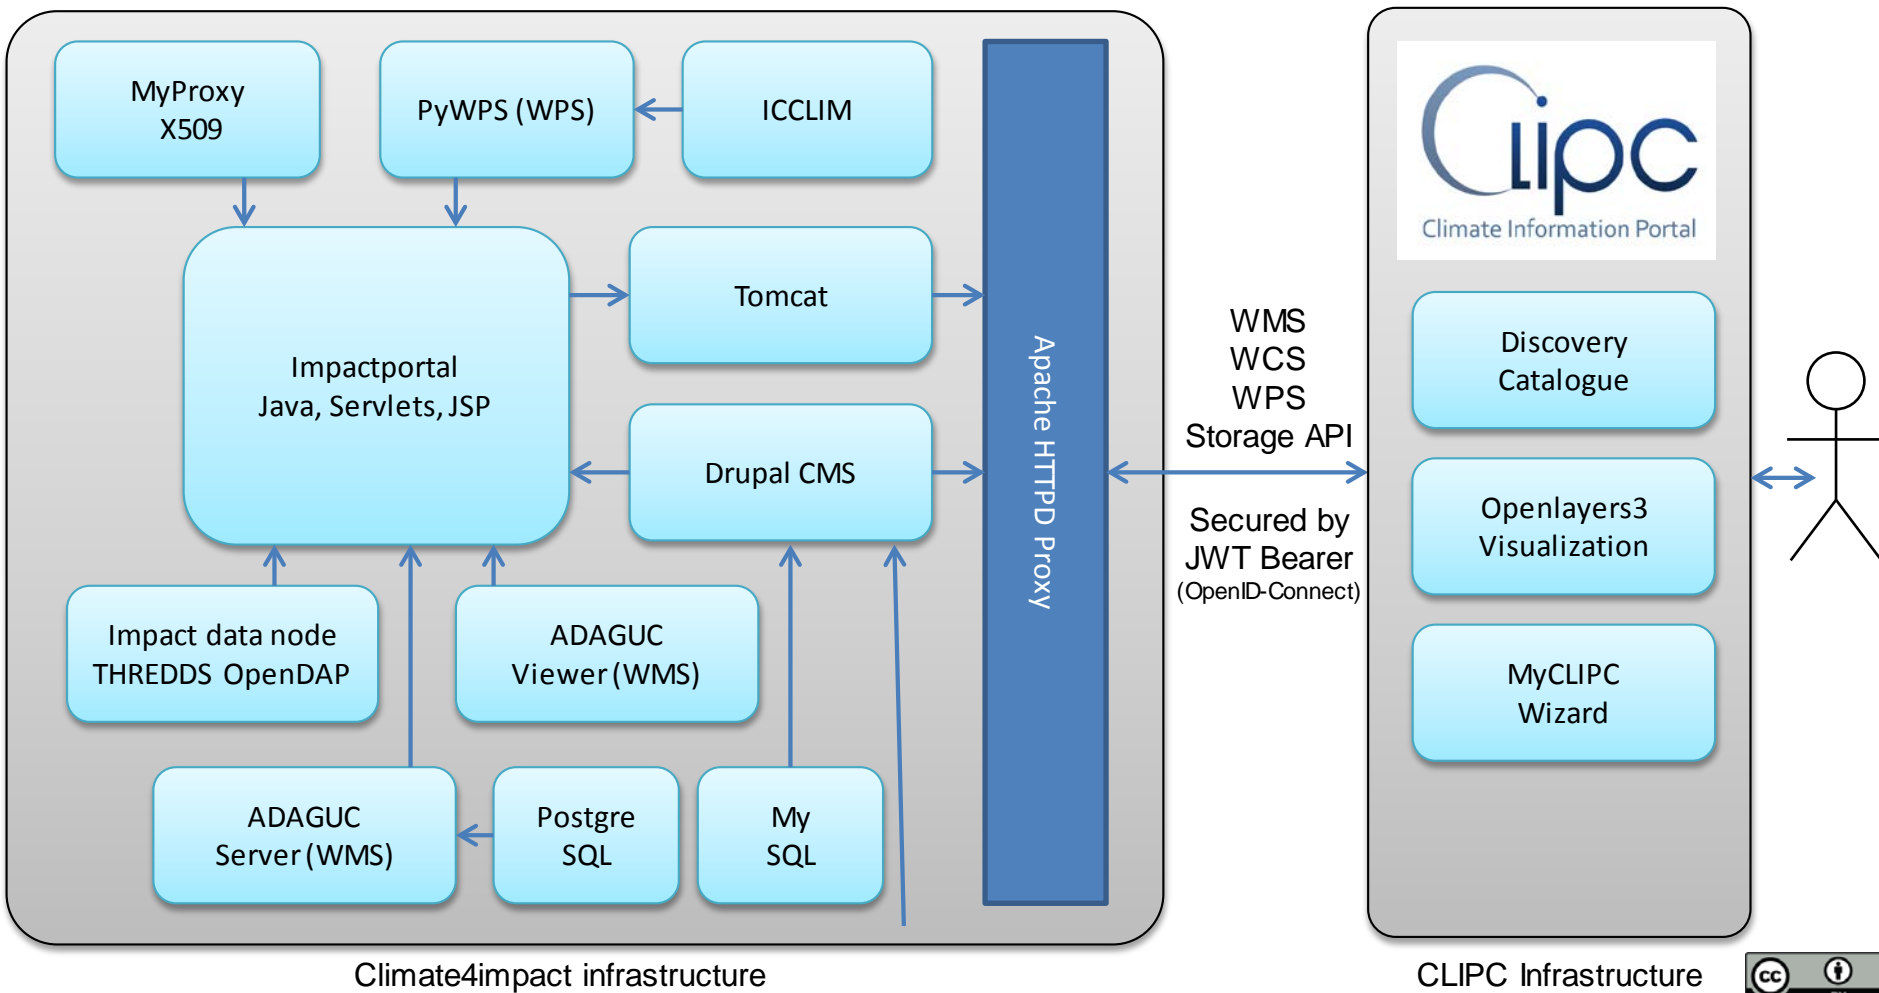 MyProxy
X509
PyWPS (WPS)
ICCLIM
Impactportal
Java, Servlets, JSP
Tomcat
Drupal CMS
Impact data node
THREDDS OpenDAP
ADAGUC
Viewer (WMS)
ADAGUC
Server (WMS)
Postgre
SQL
My
SQL
Apache HTTPD Proxy
Climate4impact infrastructure
WMS
WCS
WPS
Storage API
Secured by
JWT Bearer
(OpenID-Connect)
Clipc
Climate Information Portal
Discovery
Catalogue
Openlayers3
Visualization
MyCLIPC
Wizard
CLIPC Infrastructure
cc